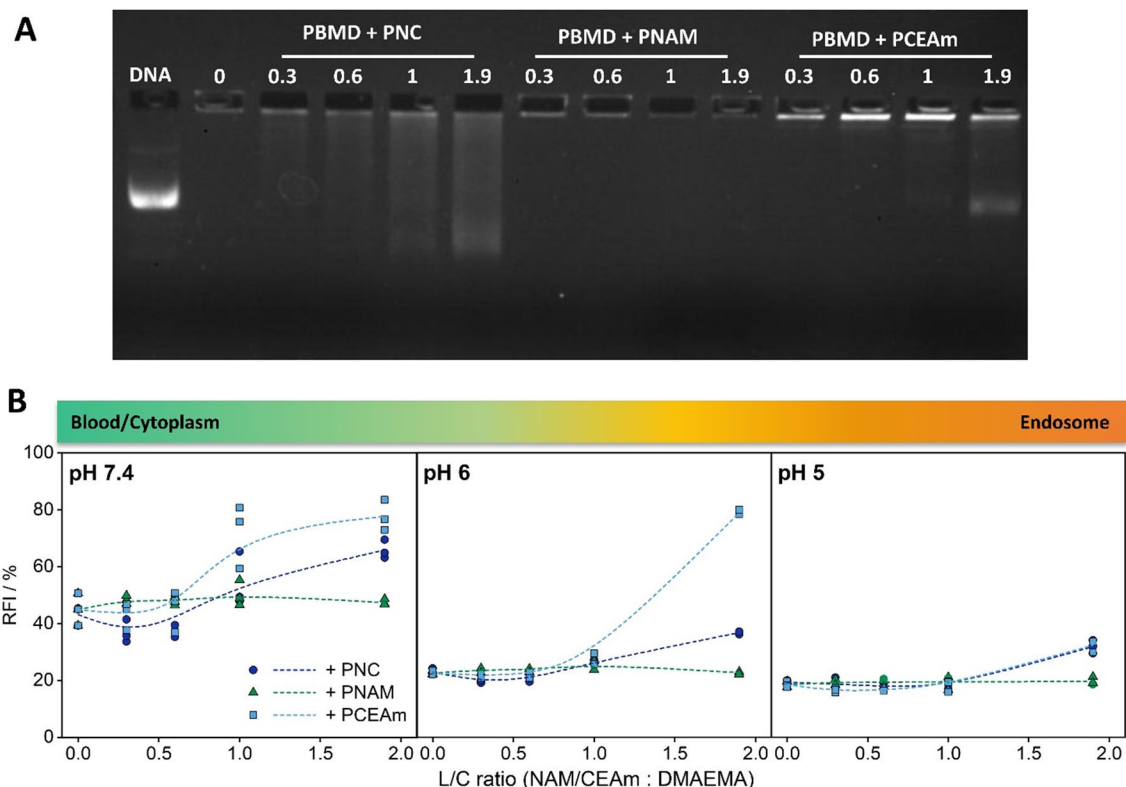 A
PBMD + PNC PBMD + PNAM PBMD + PCEAm
DNA 0 0.3 0.6 1 1.9 0.3 0.6 1 1.9 0.3 0.6 1 1.9
B
Blood/Cytoplasm Endosome
pH 7.4 pH 6 pH 5
100
80
60
40
20
0
RFI / %
+ PNC
+ PNAM
+ PCEAm
0.0 0.5 1.0 1.5 2.0 0.0 0.5 1.0 1.5 2.0 0.0 0.5 1.0 1.5 2.0
L/C ratio (NAM/CEAm : DMAEMA)